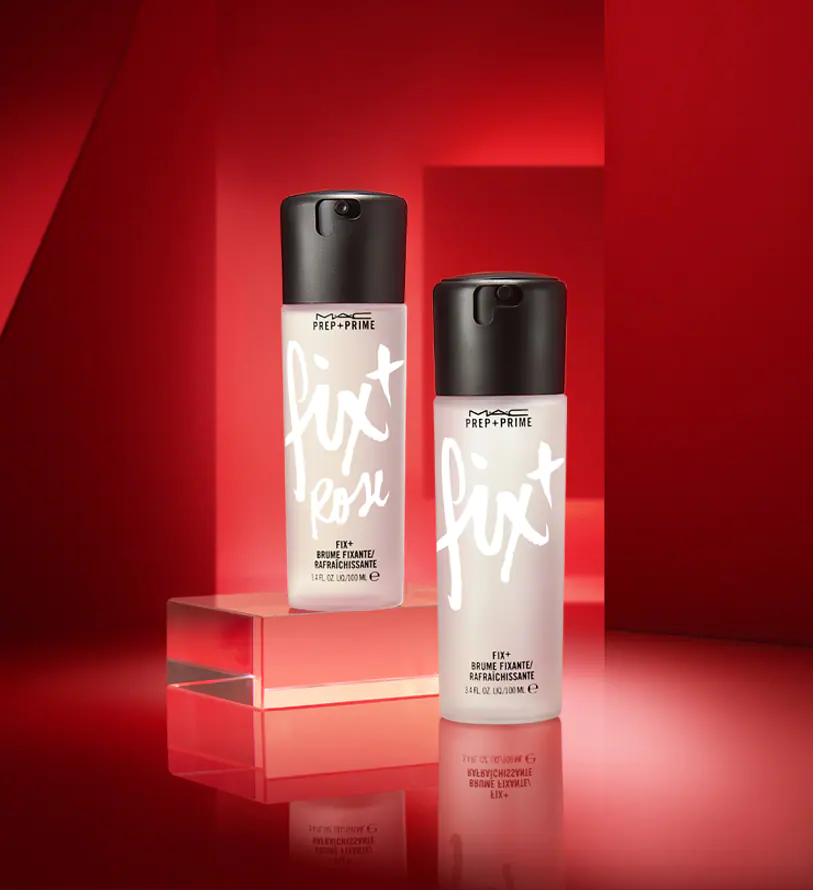 MAC
PREP+PRIME
fix+
Rose
FIX+
BRUME FIXANTE/
RAFRAÎCHISSANTE
3.4 FL. OZ. LIQ./100 ML ℮
MAC
PREP+PRIME
fix+
FIX+
BRUME FIXANTE/
RAFRAÎCHISSANTE
3.4 FL. OZ. LIQ./100 ML ℮